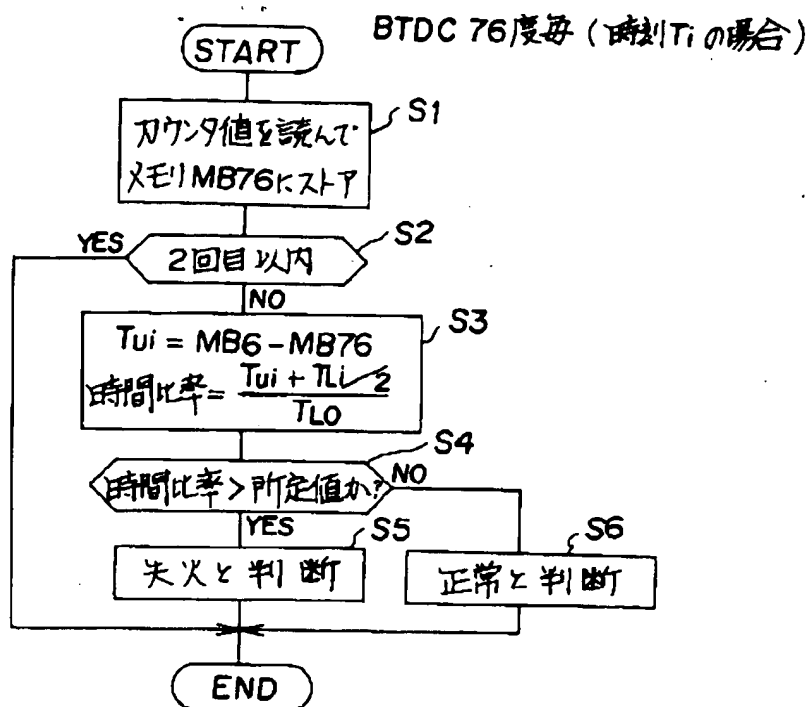 BTDC 76度毎 (時刻Tiの場合)
START
S1
カウンタ値を読んで
メモリMB76にストア
S2
YES
2回目以内
NO
S3
Tui = MB6 - MB76
時間比率 = (Tui + TLi/2) / TLO
S4
時間比率 > 所定値か?
NO
YES
S5
S6
失火と判断
正常と判断
END